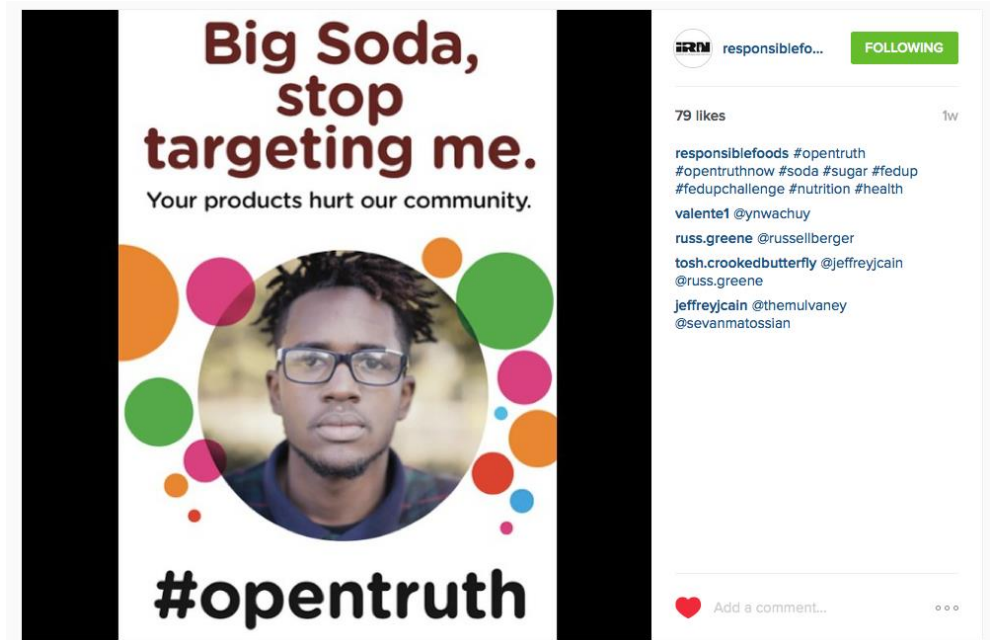 Big Soda,
stop
targeting me.
Your products hurt our community.
#opentruth
IRN
responsiblefo...
FOLLOWING
79 likes
1w
responsiblefoods #opentruth
#opentruthnow #soda #sugar #fedup
#fedupchallenge #nutrition #health
valente1 @ynwachuy
russ.greene @russellberger
tosh.crookedbutterfly @jeffreyjcain
@russ.greene
jeffreyjcain @themulvaney
@sevanmatossian
Add a comment...